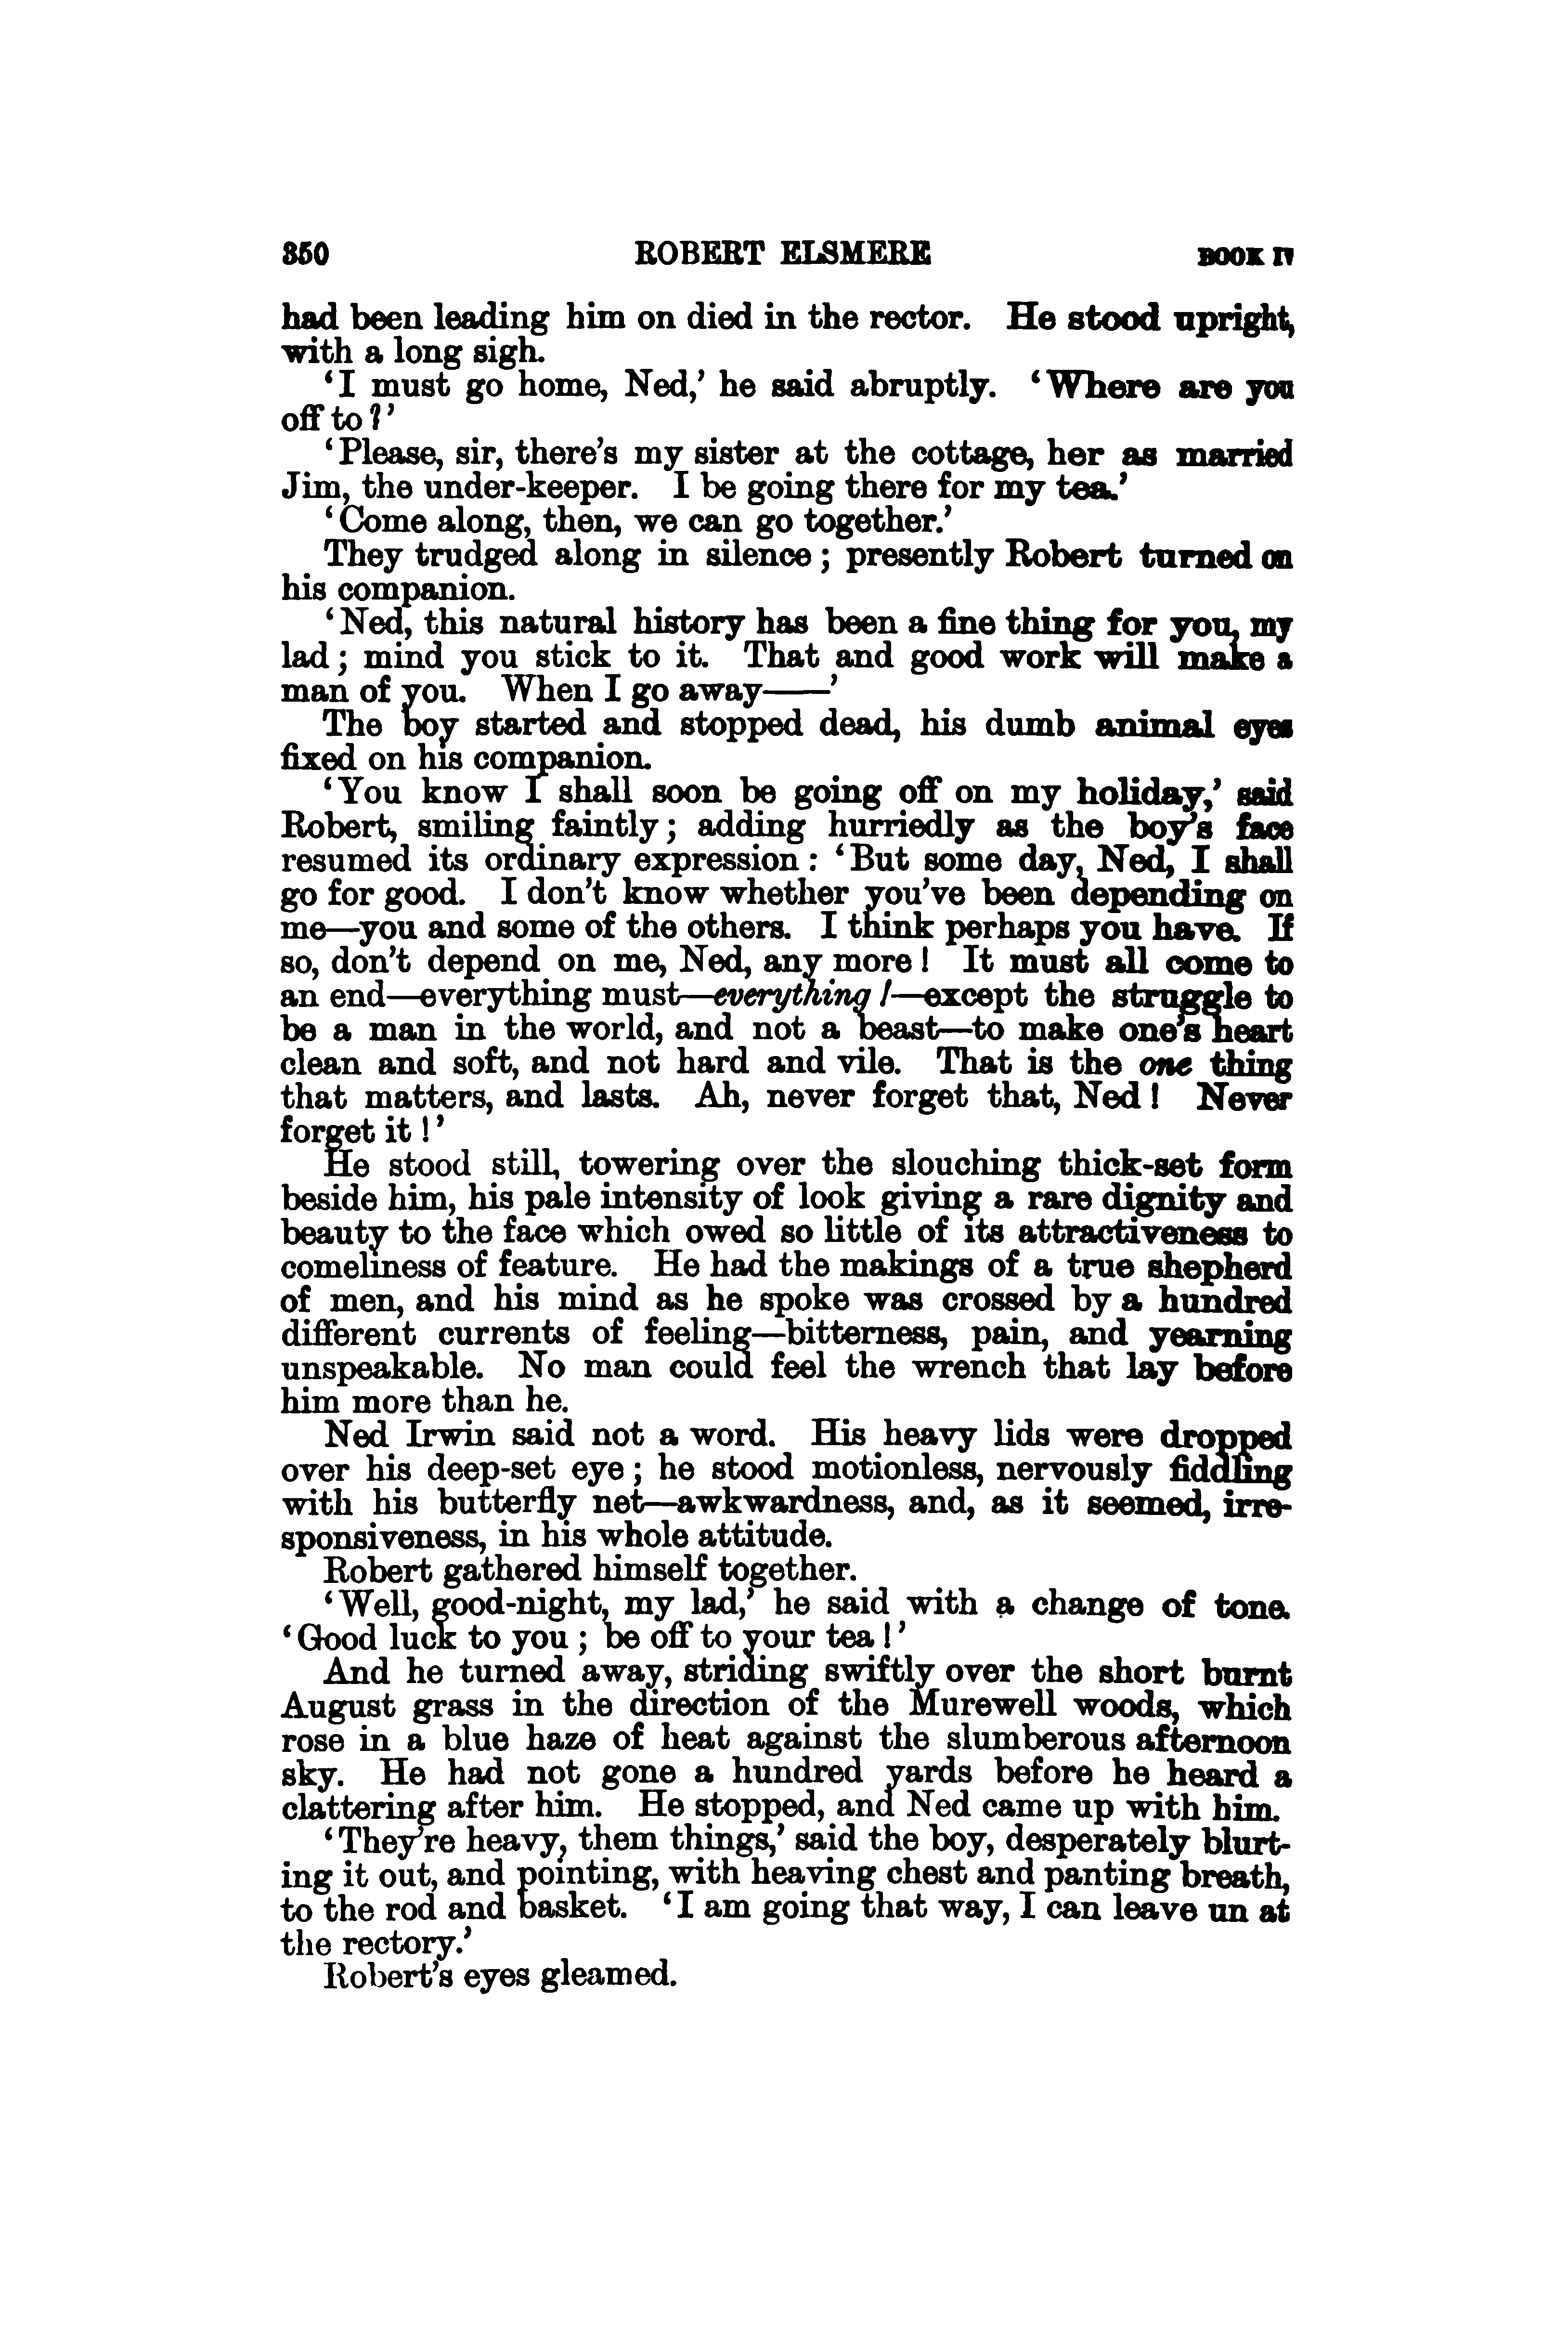 350 ROBERT ELSMERE BOOK IV
had been leading him on died in the rector. He stood upright,
with a long sigh.
‘I must go home, Ned,’ he said abruptly. ‘Where are you
off to?’
‘Please, sir, there’s my sister at the cottage, her as married
Jim, the under-keeper. I be going there for my tea.’
‘Come along, then, we can go together.’
They trudged along in silence; presently Robert turned on
his companion.
‘Ned, this natural history has been a fine thing for you, my
lad; mind you stick to it. That and good work will make a
man of you. When I go away——’
The boy started and stopped dead, his dumb animal eyes
fixed on his companion.
‘You know I shall soon be going off on my holiday,’ said
Robert, smiling faintly; adding hurriedly as the boy’s face
resumed its ordinary expression: ‘But some day, Ned, I shall
go for good. I don’t know whether you’ve been depending on
me—you and some of the others. I think perhaps you have. If
so, don’t depend on me, Ned, any more! It must all come to
an end—everything must—everything!—except the struggle to
be a man in the world, and not a beast—to make one’s heart
clean and soft, and not hard and vile. That is the one thing
that matters, and lasts. Ah, never forget that, Ned! Never
forget it!’
He stood still, towering over the slouching thick-set form
beside him, his pale intensity of look giving a rare dignity and
beauty to the face which owed so little of its attractiveness to
comeliness of feature. He had the makings of a true shepherd
of men, and his mind as he spoke was crossed by a hundred
different currents of feeling—bitterness, pain, and yearning
unspeakable. No man could feel the wrench that lay before
him more than he.
Ned Irwin said not a word. His heavy lids were dropped
over his deep-set eye; he stood motionless, nervously fiddling
with his butterfly net—awkwardness, and, as it seemed, irre-
sponsiveness, in his whole attitude.
Robert gathered himself together.
‘Well, good-night, my lad,’ he said with a change of tone.
‘Good luck to you; be off to your tea!’
And he turned away, striding swiftly over the short burnt
August grass in the direction of the Murewell woods, which
rose in a blue haze of heat against the slumberous afternoon
sky. He had not gone a hundred yards before he heard a
clattering after him. He stopped, and Ned came up with him.
‘They’re heavy, them things,’ said the boy, desperately blurt-
ing it out, and pointing, with heaving chest and panting breath,
to the rod and basket. ‘I am going that way, I can leave un at
the rectory.’
Robert’s eyes gleamed.